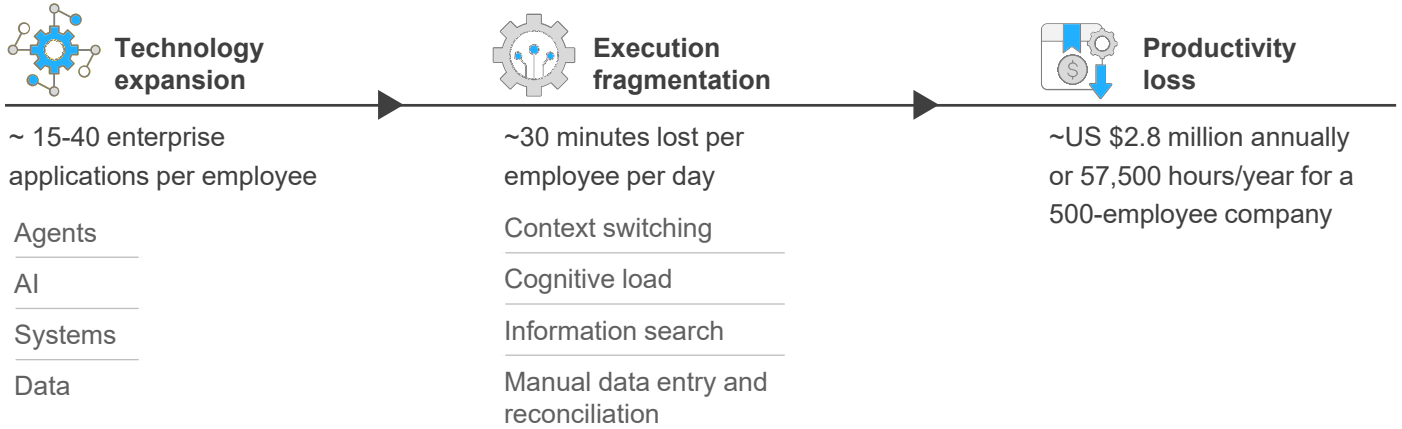 Technology
expansion
~ 15-40 enterprise
applications per employee
Agents
AI
Systems
Data
Execution
fragmentation
~30 minutes lost per
employee per day
Context switching
Cognitive load
Information search
Manual data entry and
reconciliation
Productivity
loss
~US $2.8 million annually
or 57,500 hours/year for a
500-employee company